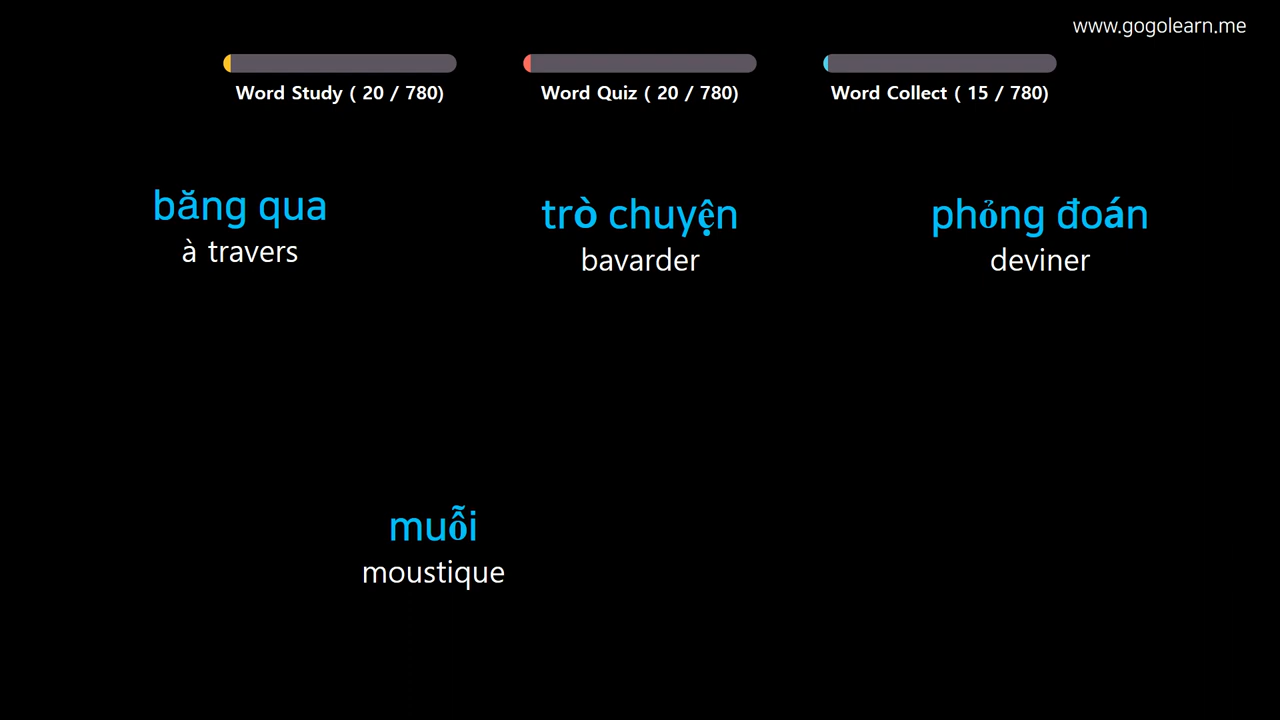 www.gogolearn.me
Word Study ( 20 / 780)
Word Quiz ( 20 / 780)
Word Collect ( 15 / 780)
băng qua
à travers
trò chuyện
bavarder
phỏng đoán
deviner
muỗi
moustique